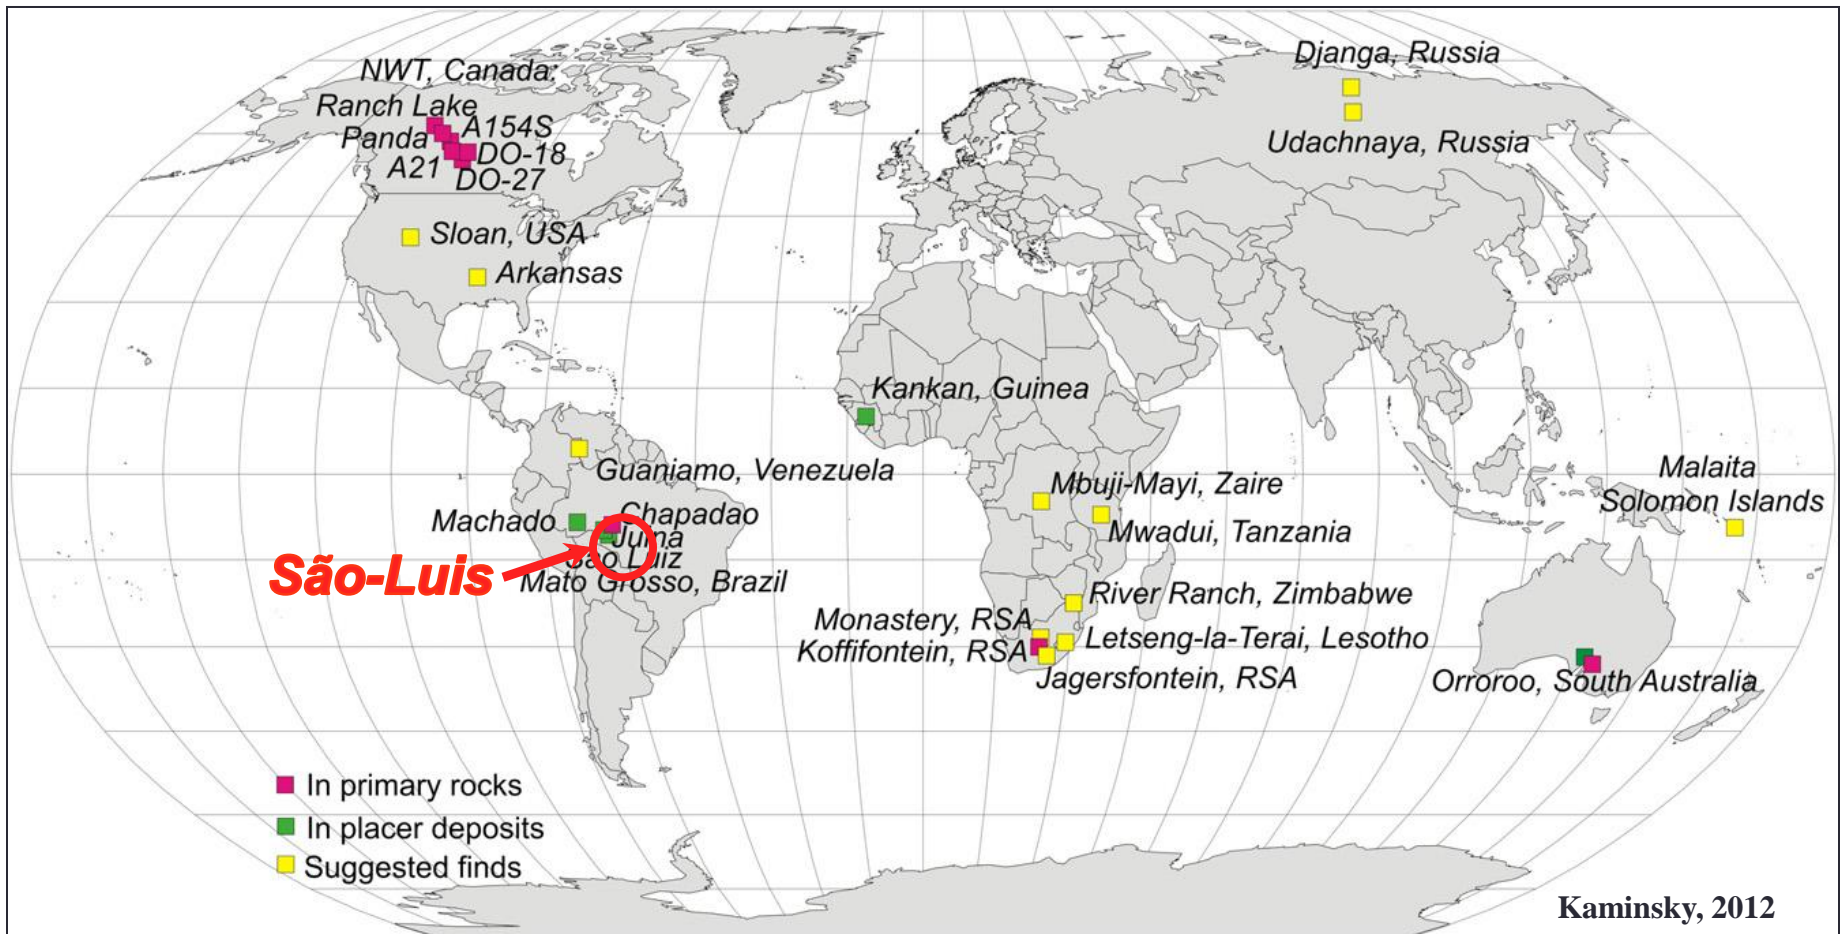 Djanga, Russia
NWT, Canada:
Ranch Lake
A154S
Panda
Udachnaya, Russia
DO-18
A21
DO-27
Sloan, USA
Arkansas
Kankan, Guinea
Guaniamo, Venezuela
Malaita
Solomon Islands
Mbuji-Mayi, Zaire
Machado
Chapadao
Mwadui, Tanzania
Juina
Sao Luiz
São-Luis
Mato Grosso, Brazil
River Ranch, Zimbabwe
Monastery, RSA
Letseng-la-Terai, Lesotho
Koffifontein, RSA
Jagersfontein, RSA
Orroroo, South Australia
In primary rocks
In placer deposits
Suggested finds
Kaminsky, 2012